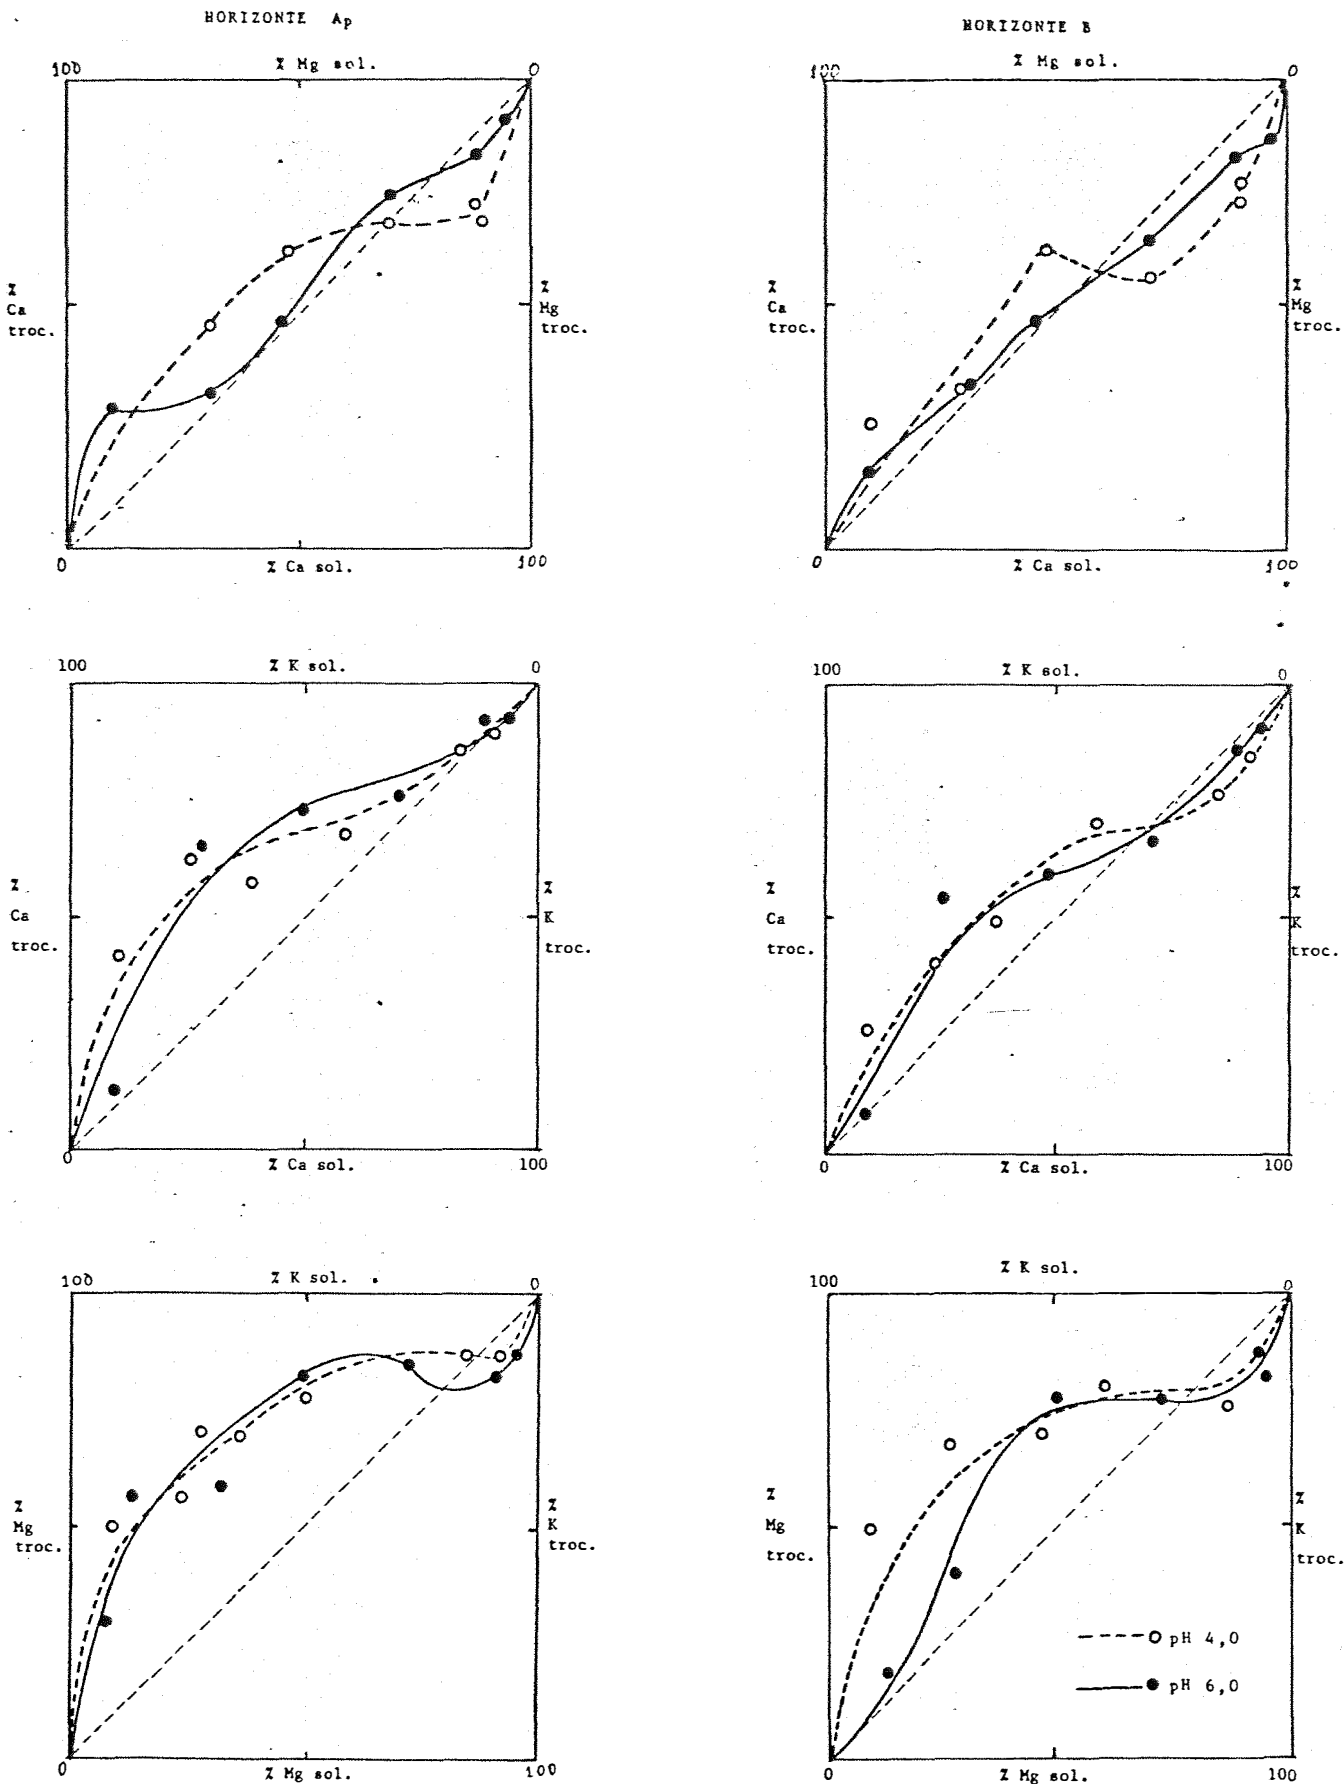 HORIZONTE Ap
% Mg sol.
100
0
%
Ca
troc.
%
Mg
troc.
0
% Ca sol.
100
HORIZONTE B
% Mg sol.
100
0
%
Ca
troc.
%
Mg
troc.
0
% Ca sol.
100
% K sol.
100
0
%
Ca
troc.
%
K
troc.
0
% Ca sol.
100
% K sol.
100
0
%
Ca
troc.
%
K
troc.
0
% Ca sol.
100
% K sol.
100
0
%
Mg
troc.
%
K
troc.
0
% Mg sol.
100
% K sol.
100
0
%
Mg
troc.
%
K
troc.
pH 4,0
pH 6,0
0
% Mg sol.
100